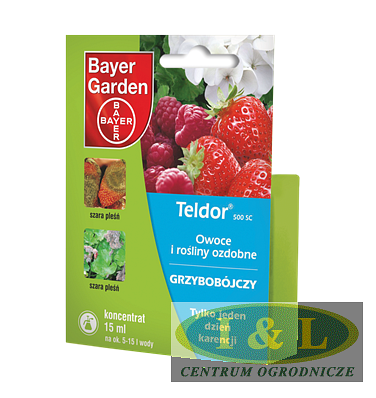 Bayer
Garden
BAYER
BAYER
szara pleśń
szara pleśń
koncentrat
15 ml
na ok. 5-15 l wody
Teldor® 500 SC
Owoce
i rośliny ozdobne
GRZYBOBÓJCZY
Tylko jeden
dzień
karencji
I & L
CENTRUM OGRODNICZE